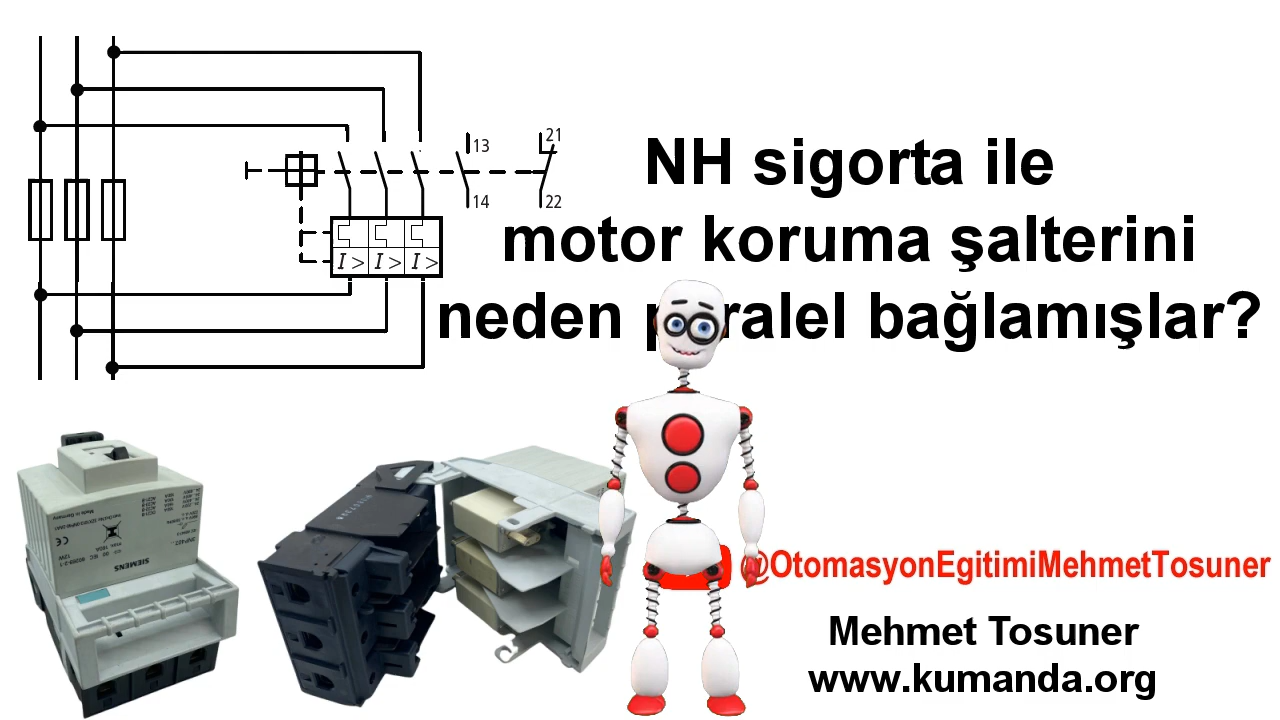 NH sigorta ile
motor koruma şalterini
neden paralel bağlamışlar?
13
21
14
22
I >
I >
I >
SIEMENS
@OtomasyonEgitimiMehmetTosuner
Mehmet Tosuner
www.kumanda.org